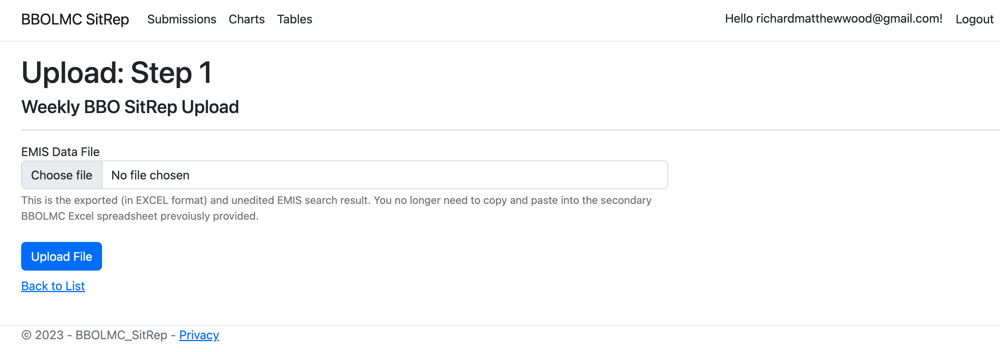 BBOLMC SitRep Submissions Charts Tables Hello richardmatthewwood@gmail.com! Logout
Upload: Step 1
Weekly BBO SitRep Upload
EMIS Data File
Choose file No file chosen
This is the exported (in EXCEL format) and unedited EMIS search result. You no longer need to copy and paste into the secondary
BBOLMC Excel spreadsheet prevoiusly provided.
Upload File
Back to List
© 2023 - BBOLMC_SitRep - Privacy